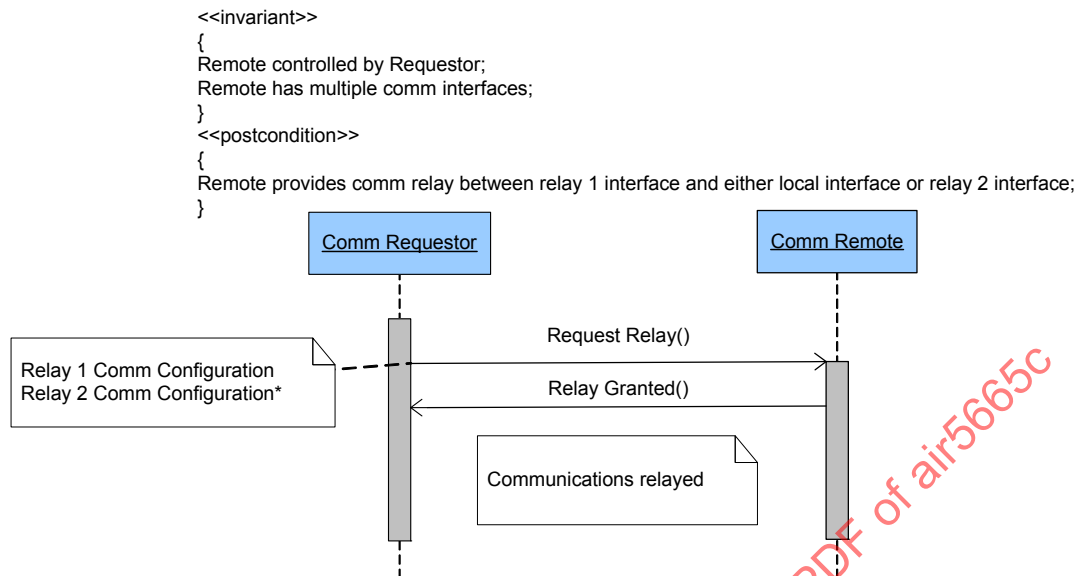 <<invariant>>
{
Remote controlled by Requestor;
Remote has multiple comm interfaces;
}
<<postcondition>>
{
Remote provides comm relay between relay 1 interface and either local interface or relay 2 interface;
}
Comm Requestor
Comm Remote
Request Relay()
Relay 1 Comm Configuration
Relay 2 Comm Configuration*
Relay Granted()
Communications relayed
PDF of air5665c